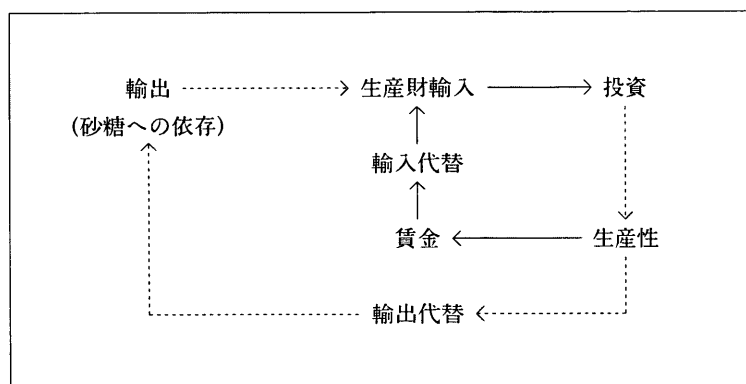 輸出 生産財輸入 投資
(砂糖への依存)
輸入代替
賃金 生産性
輸出代替